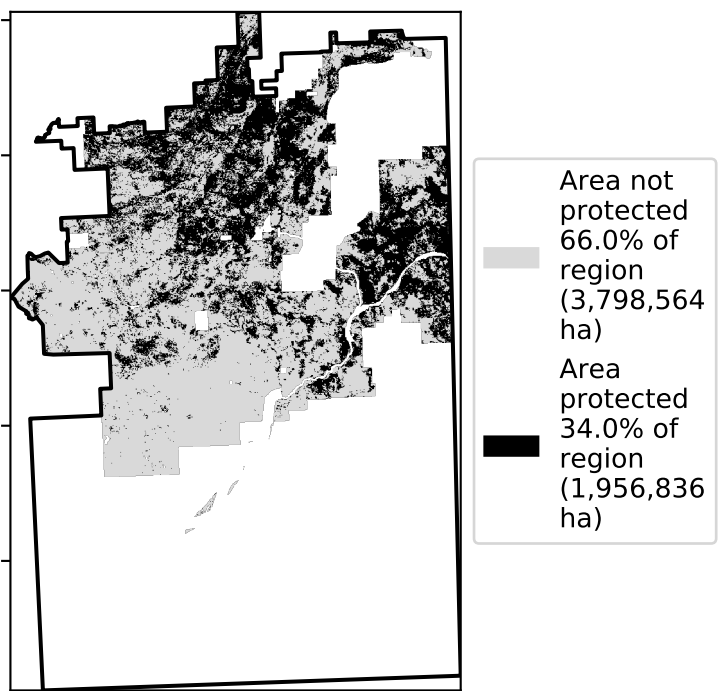 Area not
protected
66.0% of
region
(3,798,564
ha)
Area
protected
34.0% of
region
(1,956,836
ha)